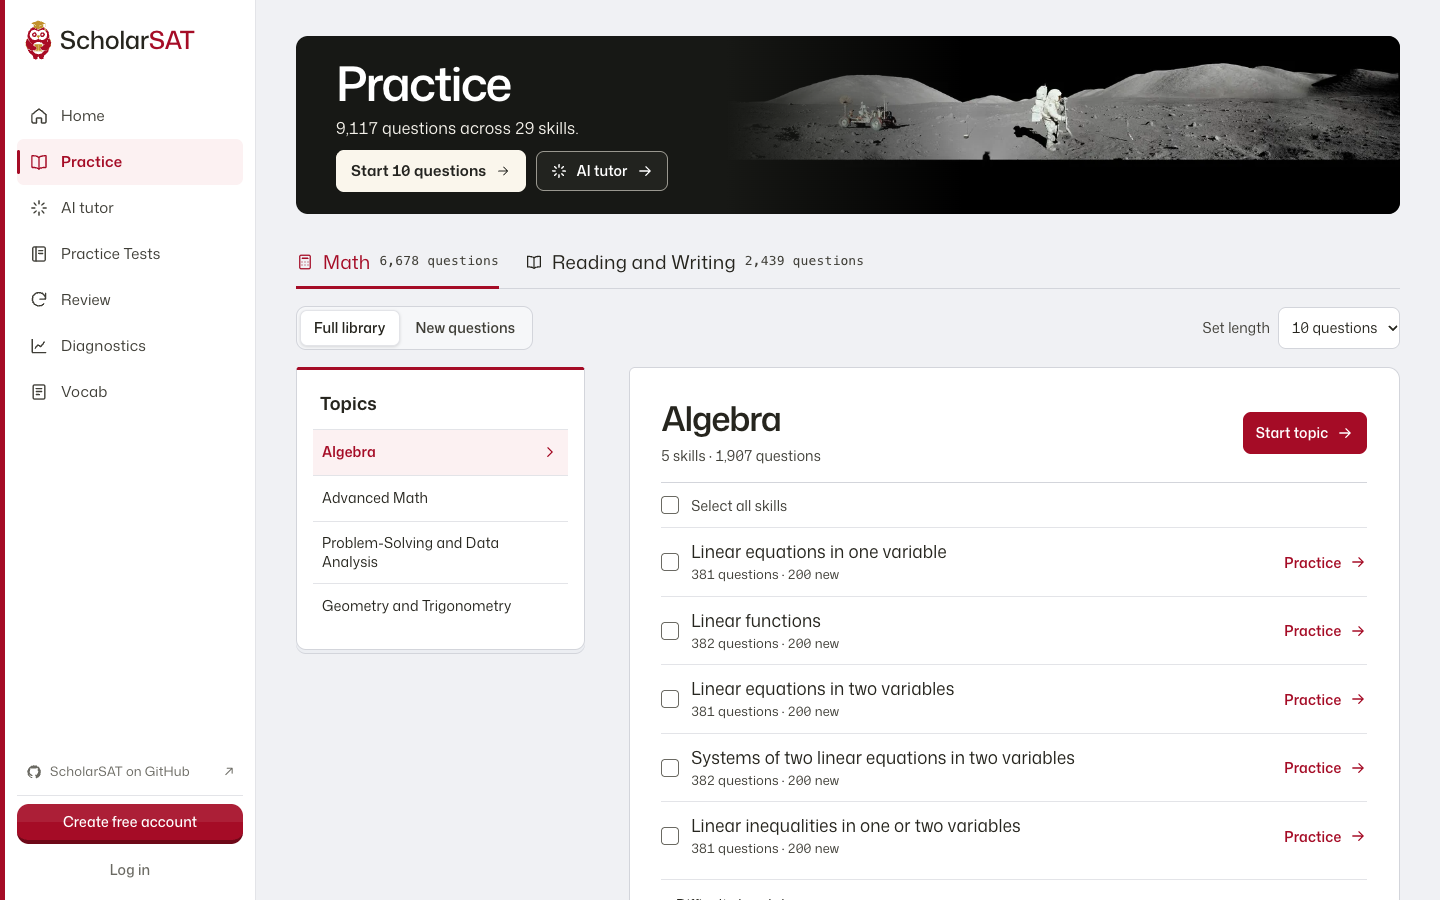 ScholarSAT
Home
Practice
AI tutor
Practice Tests
Review
Diagnostics
Vocab
ScholarSAT on GitHub
Create free account
Log in
Practice
9,117 questions across 29 skills.
Start 10 questions
AI tutor
Math 6,678 questions
Reading and Writing 2,439 questions
Full library
New questions
Set length
10 questions
Topics
Algebra
Advanced Math
Problem-Solving and Data
Analysis
Geometry and Trigonometry
Algebra
5 skills · 1,907 questions
Start topic
Select all skills
Linear equations in one variable
381 questions · 200 new
Practice
Linear functions
382 questions · 200 new
Practice
Linear equations in two variables
381 questions · 200 new
Practice
Systems of two linear equations in two variables
382 questions · 200 new
Practice
Linear inequalities in one or two variables
381 questions · 200 new
Practice